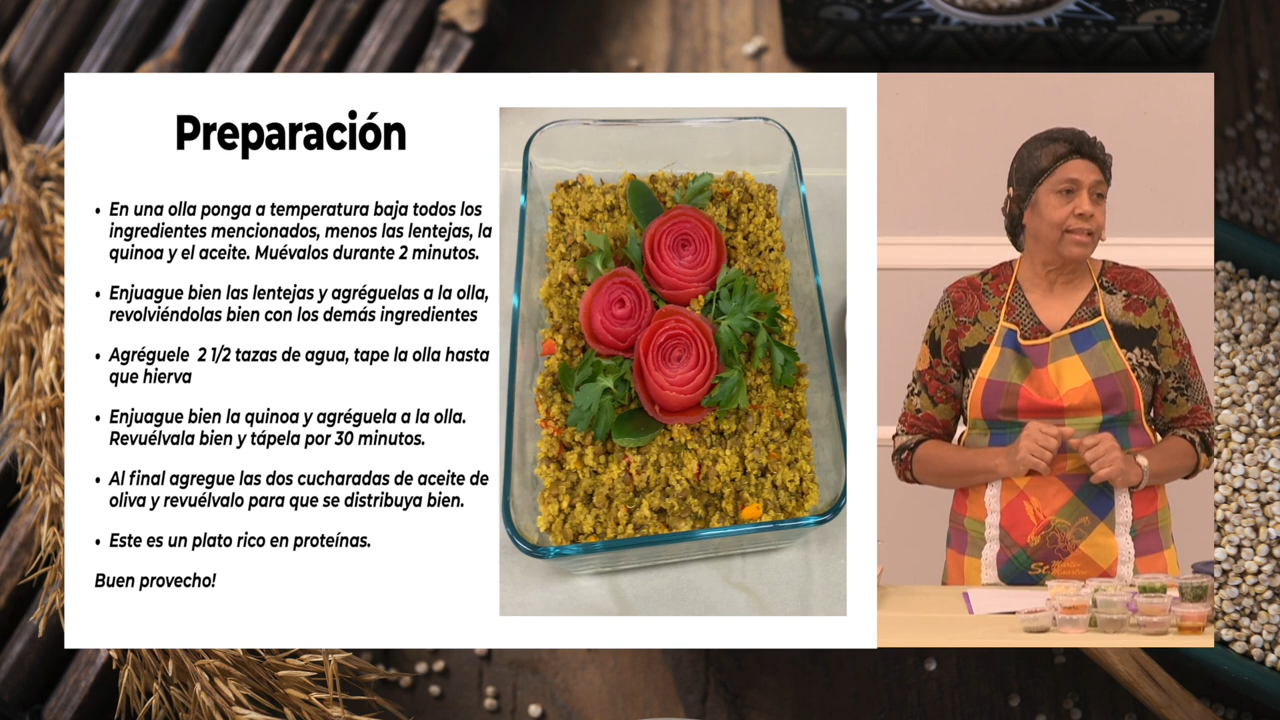 Preparación
• En una olla ponga a temperatura baja todos los
ingredientes mencionados, menos las lentejas, la
quinoa y el aceite. Muévalos durante 2 minutos.
• Enjuague bien las lentejas y agréguelas a la olla,
revolviéndolas bien con los demás ingredientes
• Agréguele 2 1/2 tazas de agua, tape la olla hasta
que hierva
• Enjuague bien la quinoa y agréguela a la olla.
Revuélvala bien y tápela por 30 minutos.
• Al final agregue las dos cucharadas de aceite de
oliva y revuélvalo para que se distribuya bien.
• Este es un plato rico en proteínas.
Buen provecho!
St.